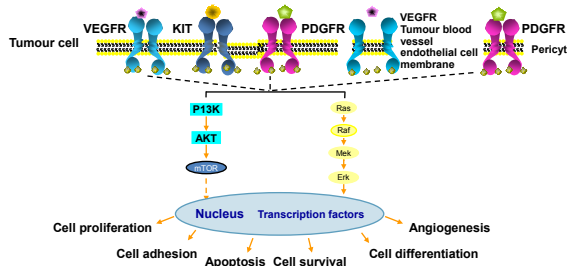 Tumour cell
VEGFR
KIT
PDGFR
VEGFR
Tumour blood
vessel
endothelial cell
membrane
PDGFR
Pericyt
P13K
AKT
mTOR
Ras
Raf
Mek
Erk
Nucleus
Transcription factors
Cell proliferation
Cell adhesion
Apoptosis
Cell survival
Cell differentiation
Angiogenesis